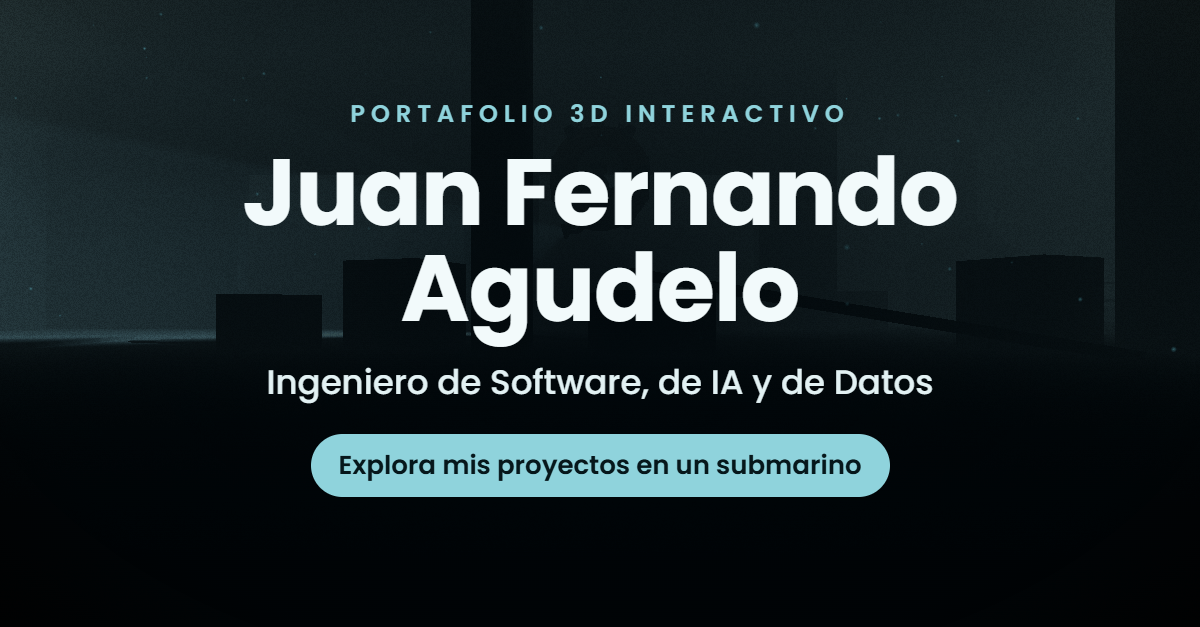 PORTAFOLIO 3D INTERACTIVO
Juan Fernando
Agudelo
Ingeniero de Software, de IA y de Datos
Explora mis proyectos en un submarino